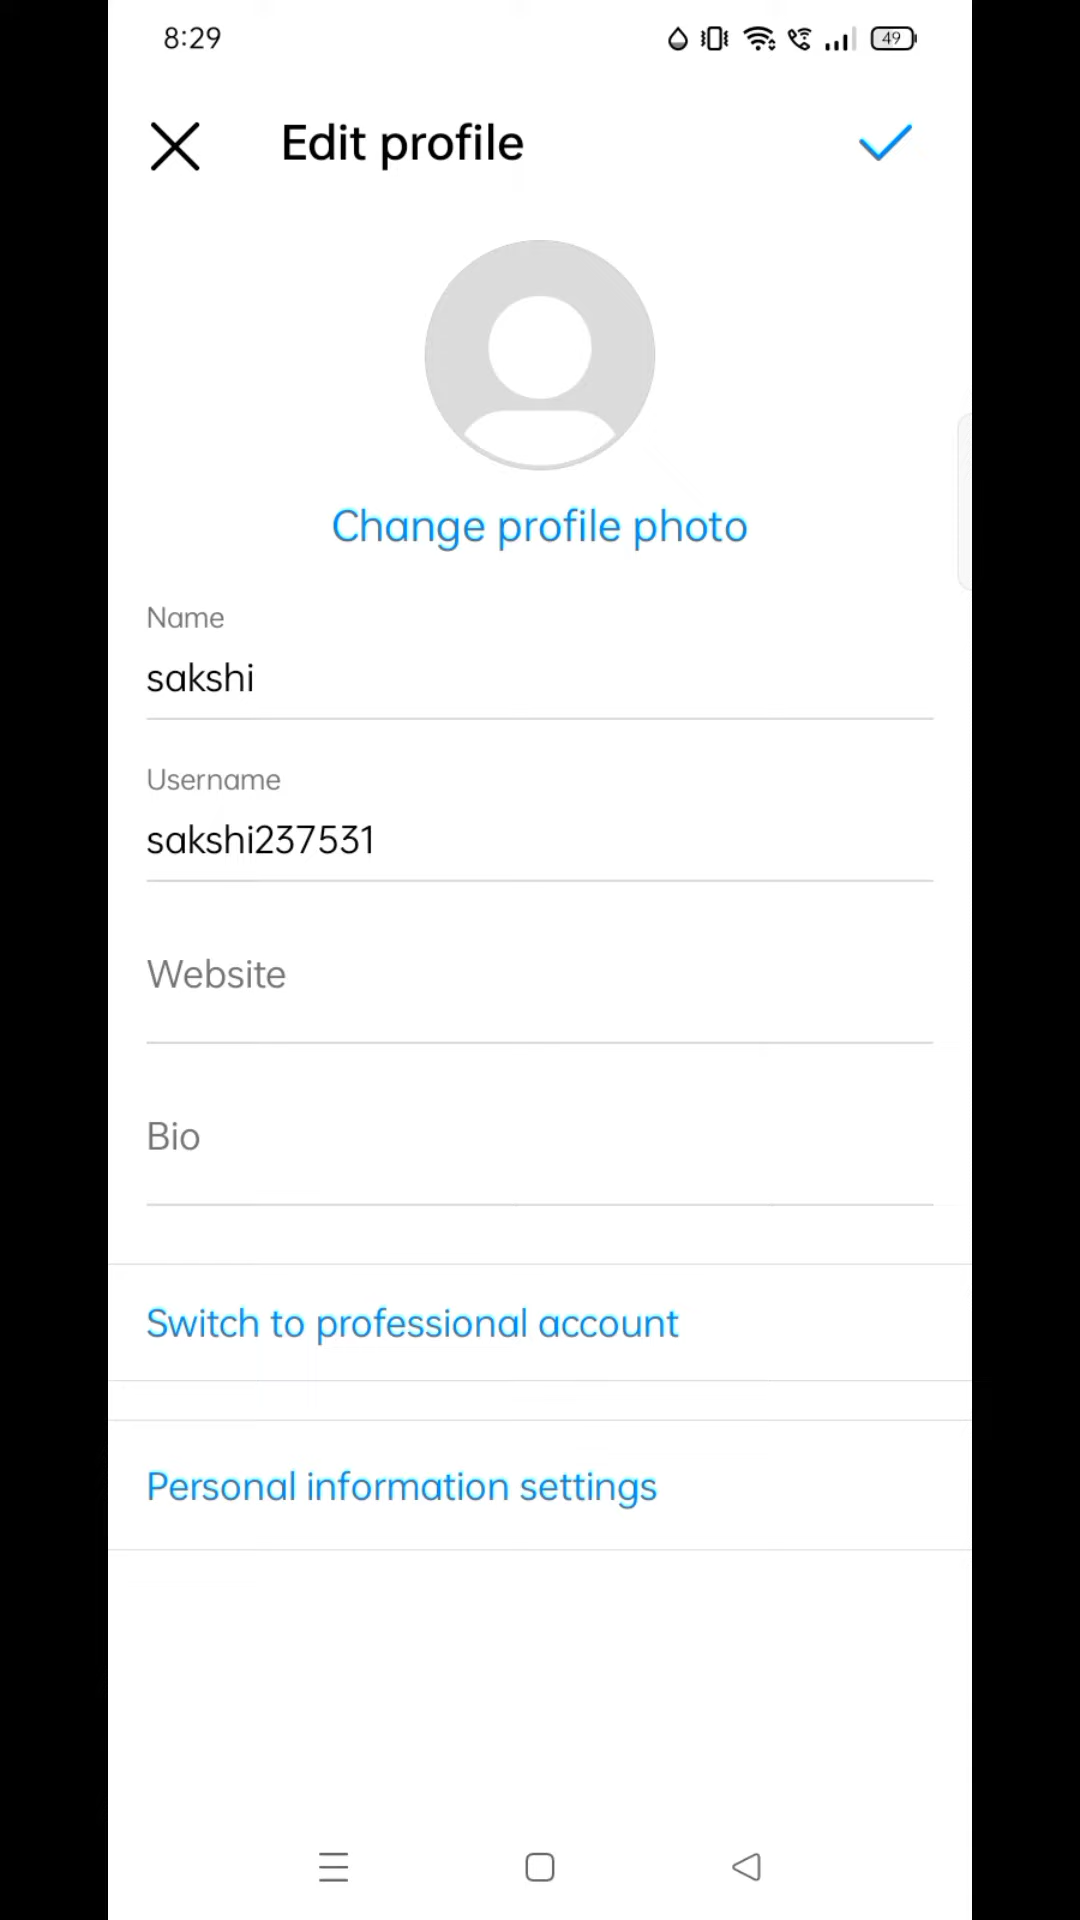 8:29
49
Edit profile
Change profile photo
Name
sakshi
Username
sakshi237531
Website
Bio
Switch to professional account
Personal information settings